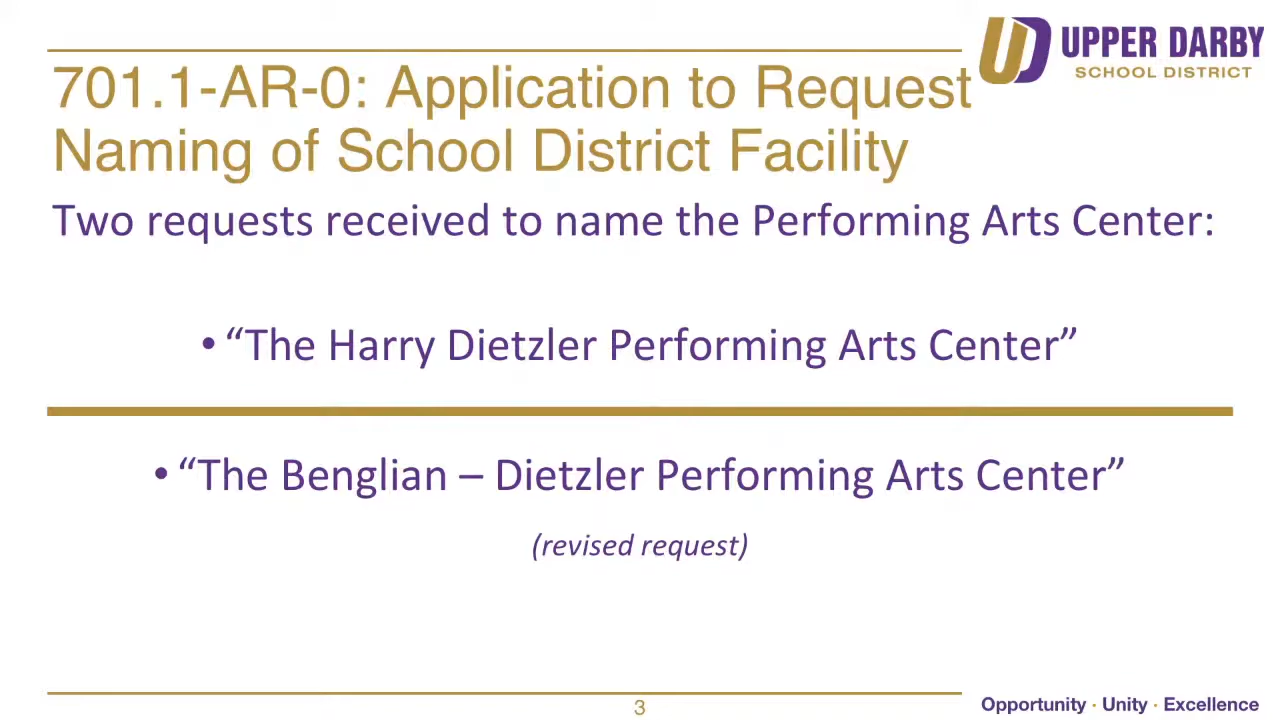 UPPER DARBY
SCHOOL DISTRICT
701.1-AR-0: Application to Request
Naming of School District Facility
Two requests received to name the Performing Arts Center:
• “The Harry Dietzler Performing Arts Center”
• “The Benglian – Dietzler Performing Arts Center”
(revised request)
3
Opportunity · Unity · Excellence